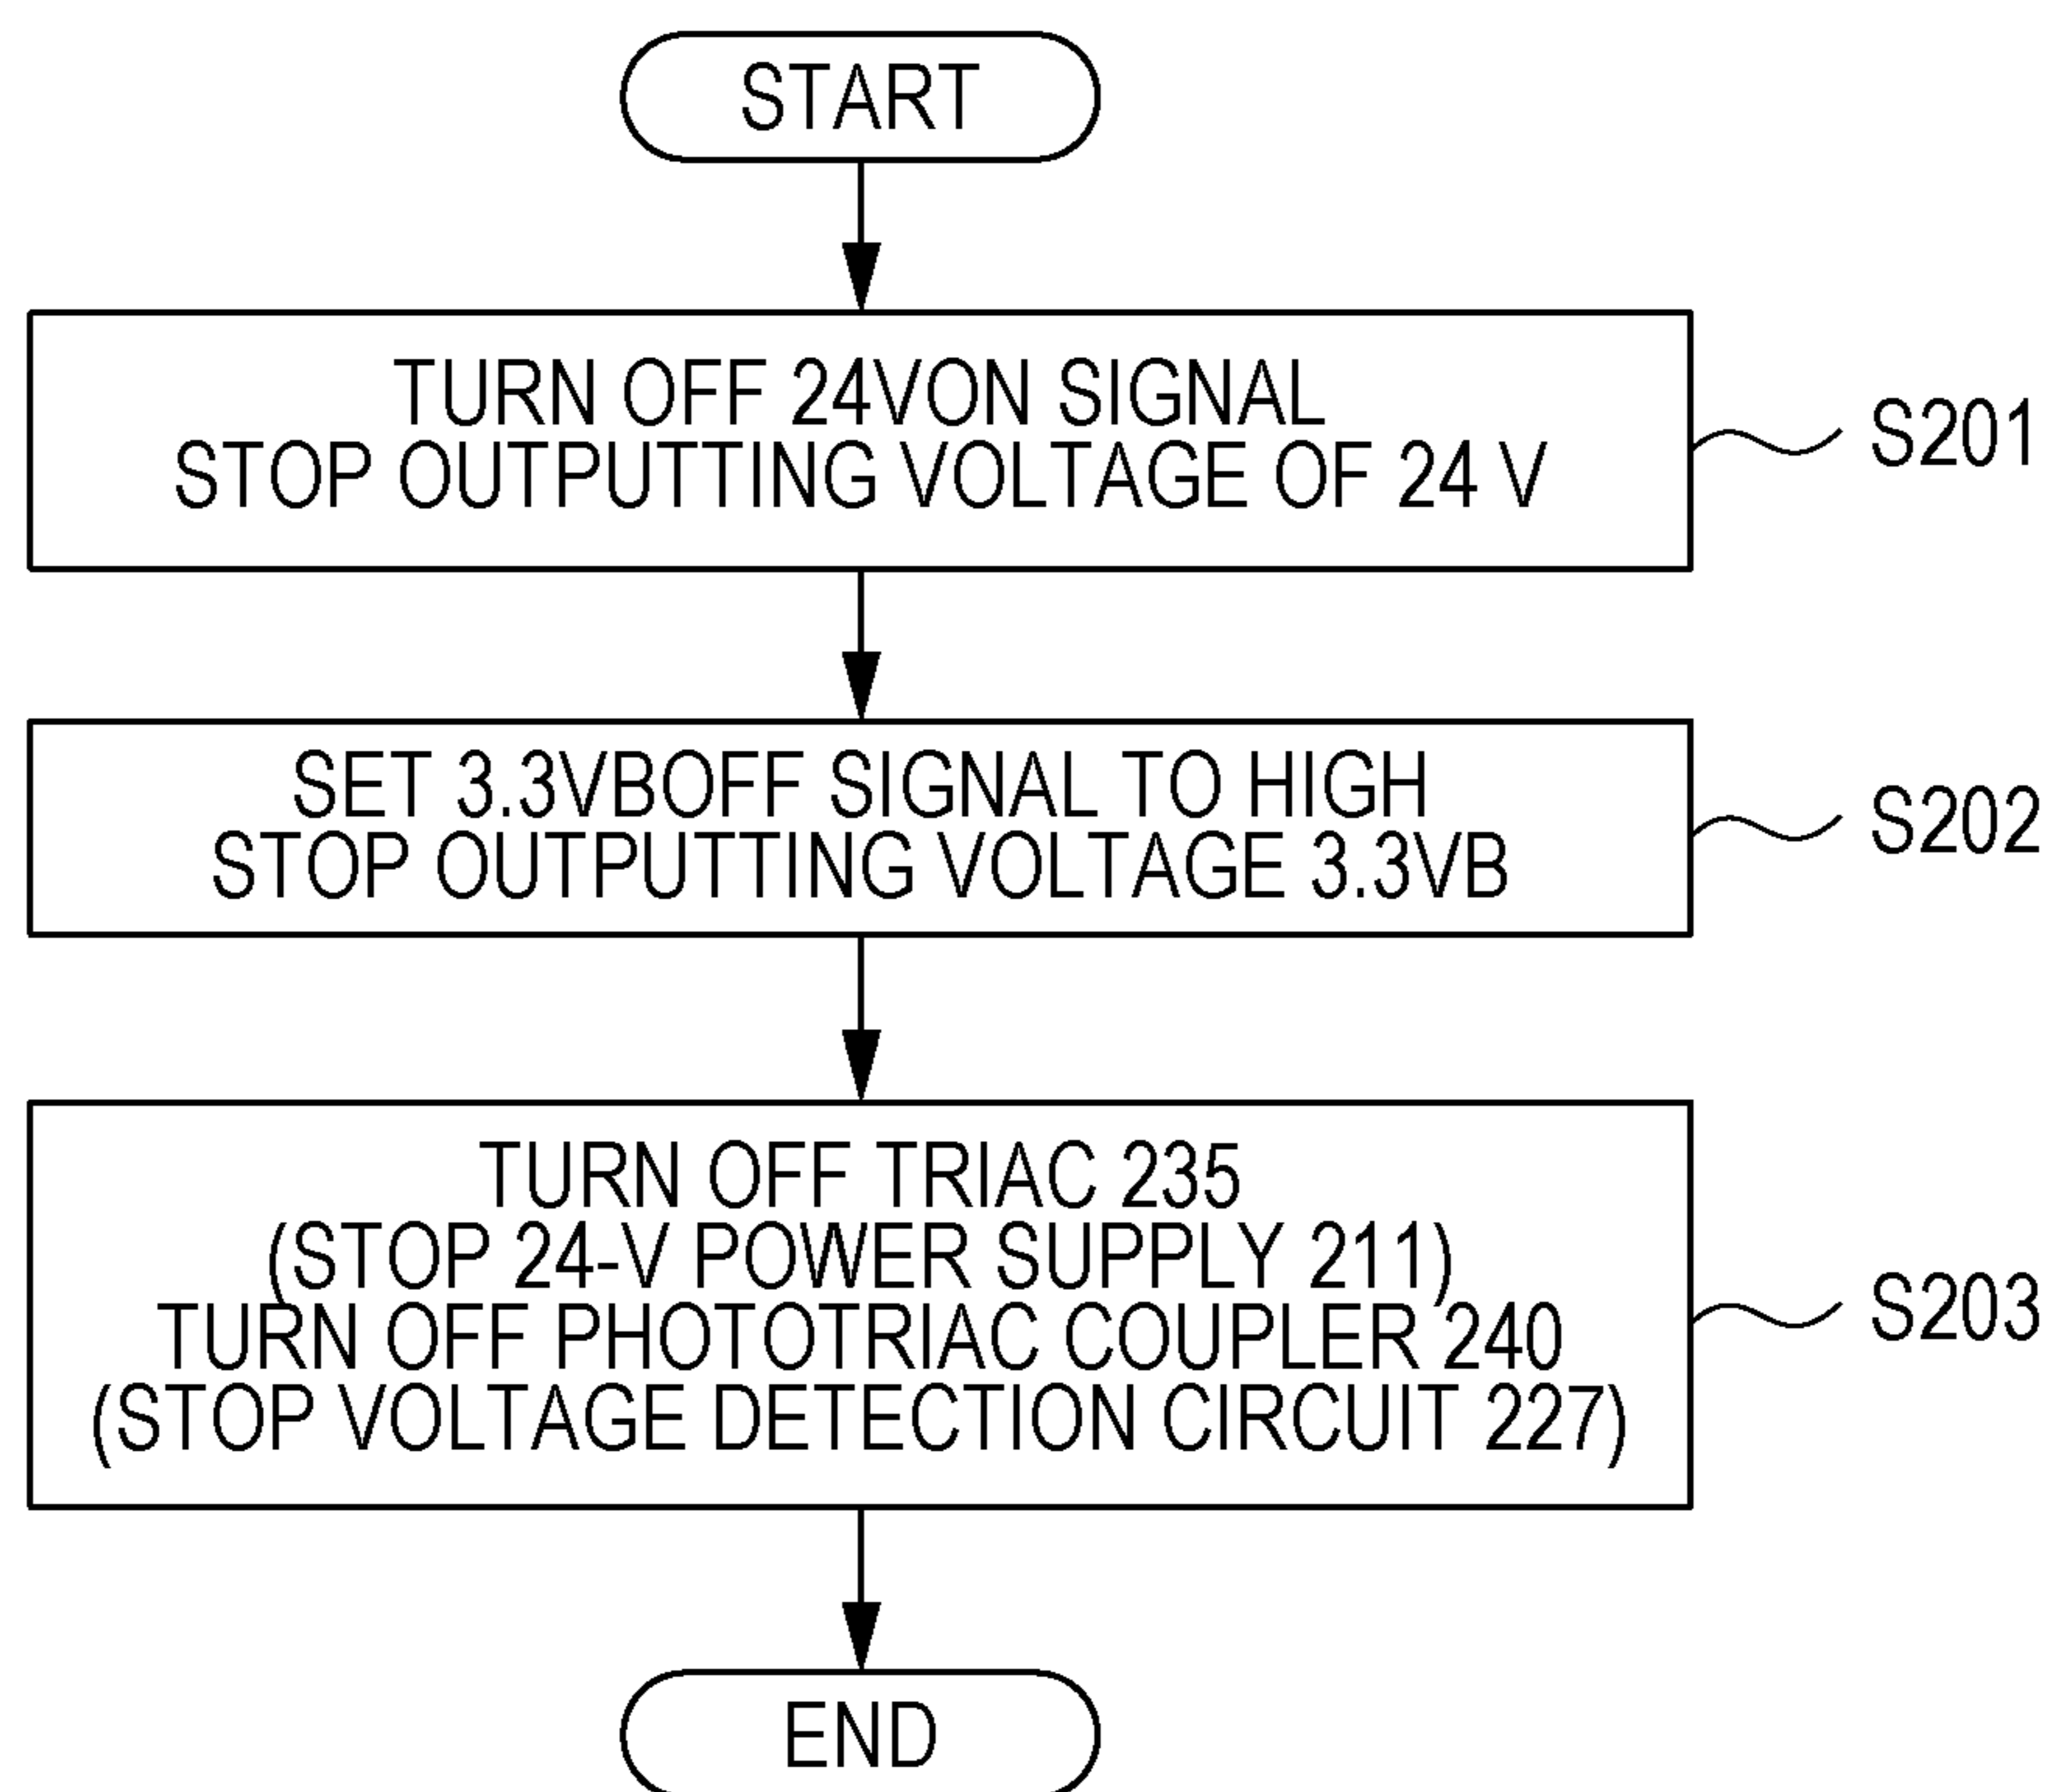 START
TURN OFF 24VON SIGNAL
STOP OUTPUTTING VOLTAGE OF 24 V
S201
SET 3.3VBOFF SIGNAL TO HIGH
STOP OUTPUTTING VOLTAGE 3.3VB
S202
TURN OFF TRIAC 235
(STOP 24-V POWER SUPPLY 211)
TURN OFF PHOTOTRIAC COUPLER 240
(STOP VOLTAGE DETECTION CIRCUIT 227)
S203
END